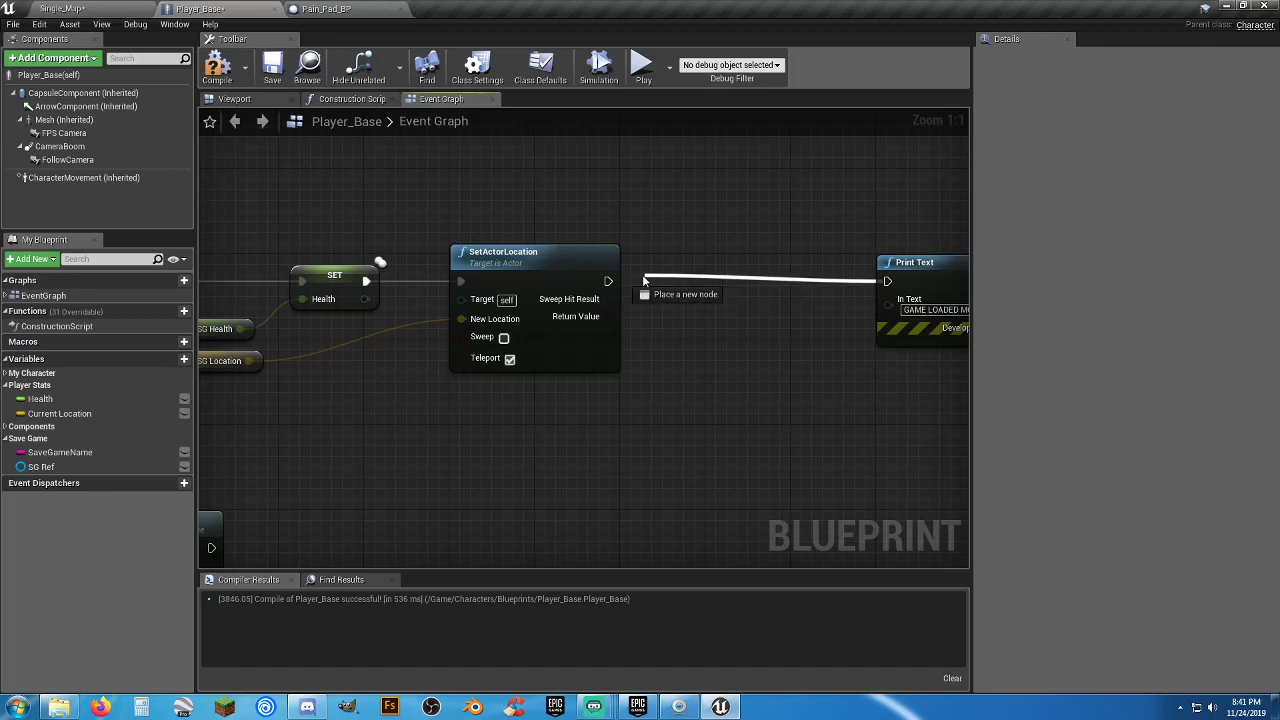 Single_Map*
Player_Base*
Pain_Pad_BP
File Edit Asset View Debug Window Help
Parent class: Character
Components
Toolbar
Details
+ Add Component
Search
Player_Base(self)
CapsuleComponent (Inherited)
ArrowComponent (Inherited)
Mesh (Inherited)
FPS Camera
CameraBoom
FollowCamera
CharacterMovement (Inherited)
Compile
Save
Browse
Hide Unrelated
Find
Class Settings
Class Defaults
Simulation
Play
No debug object selected
Debug Filter
Viewport
Construction Scrip
Event Graph
Player_Base > Event Graph
Zoom 1:1
My Blueprint
+ Add New
Search
Graphs
EventGraph
Functions (31 Overridable)
ConstructionScript
Macros
Variables
My Character
Player Stats
Health
Current Location
Components
Save Game
SaveGameName
SG Ref
Event Dispatchers
SET
Health
SG Health
SG Location
SetActorLocation
Target is Actor
Target self
Sweep Hit Result
New Location
Return Value
Sweep
Teleport
Place a new node.
Print Text
In Text
GAME LOADED M
Develop
BLUEPRINT
Compiler Results
Find Results
[3846.05] Compile of Player_Base successful! [in 536 ms] (/Game/Characters/Blueprints/Player_Base.Player_Base)
Clear
8:41 PM
11/24/2019